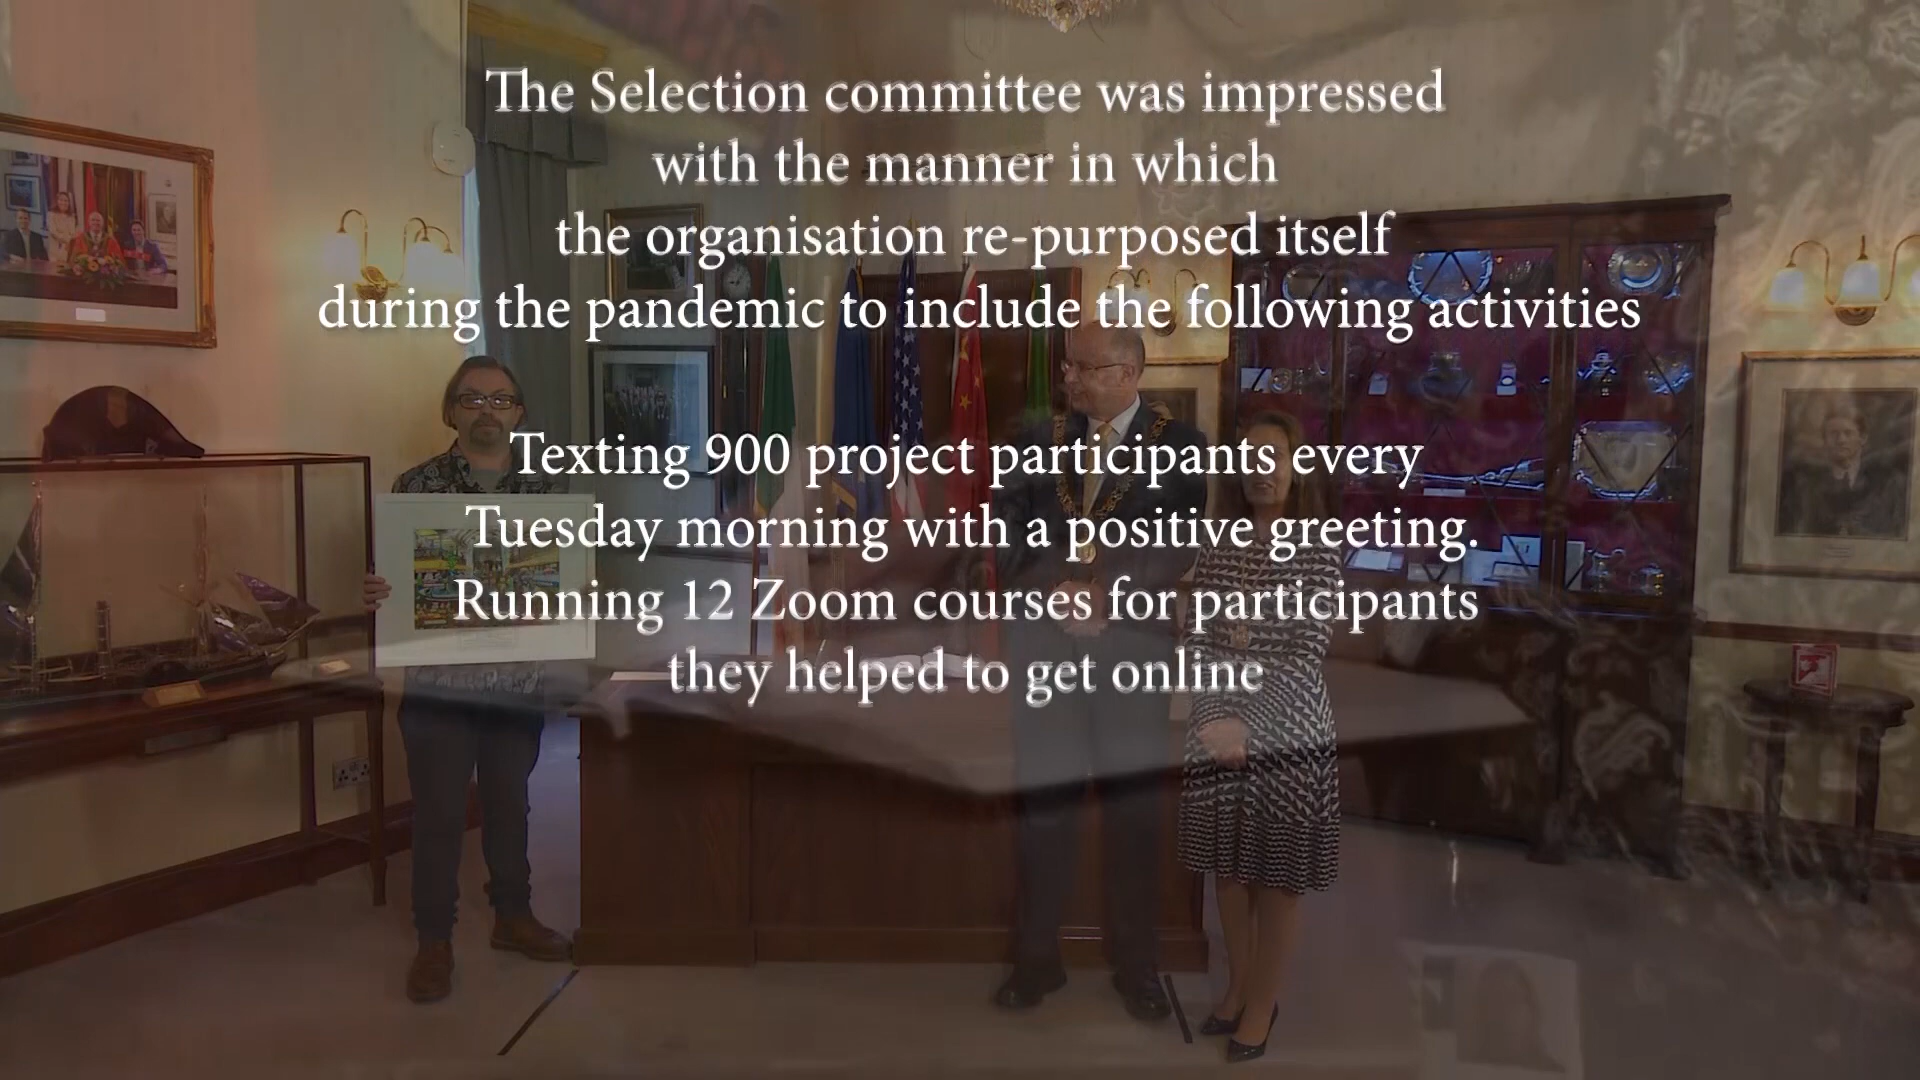 The Selection committee was impressed
with the manner in which
the organisation re-purposed itself
during the pandemic to include the following activities
Texting 900 project participants every
Tuesday morning with a positive greeting.
Running 12 Zoom courses for participants
they helped to get online